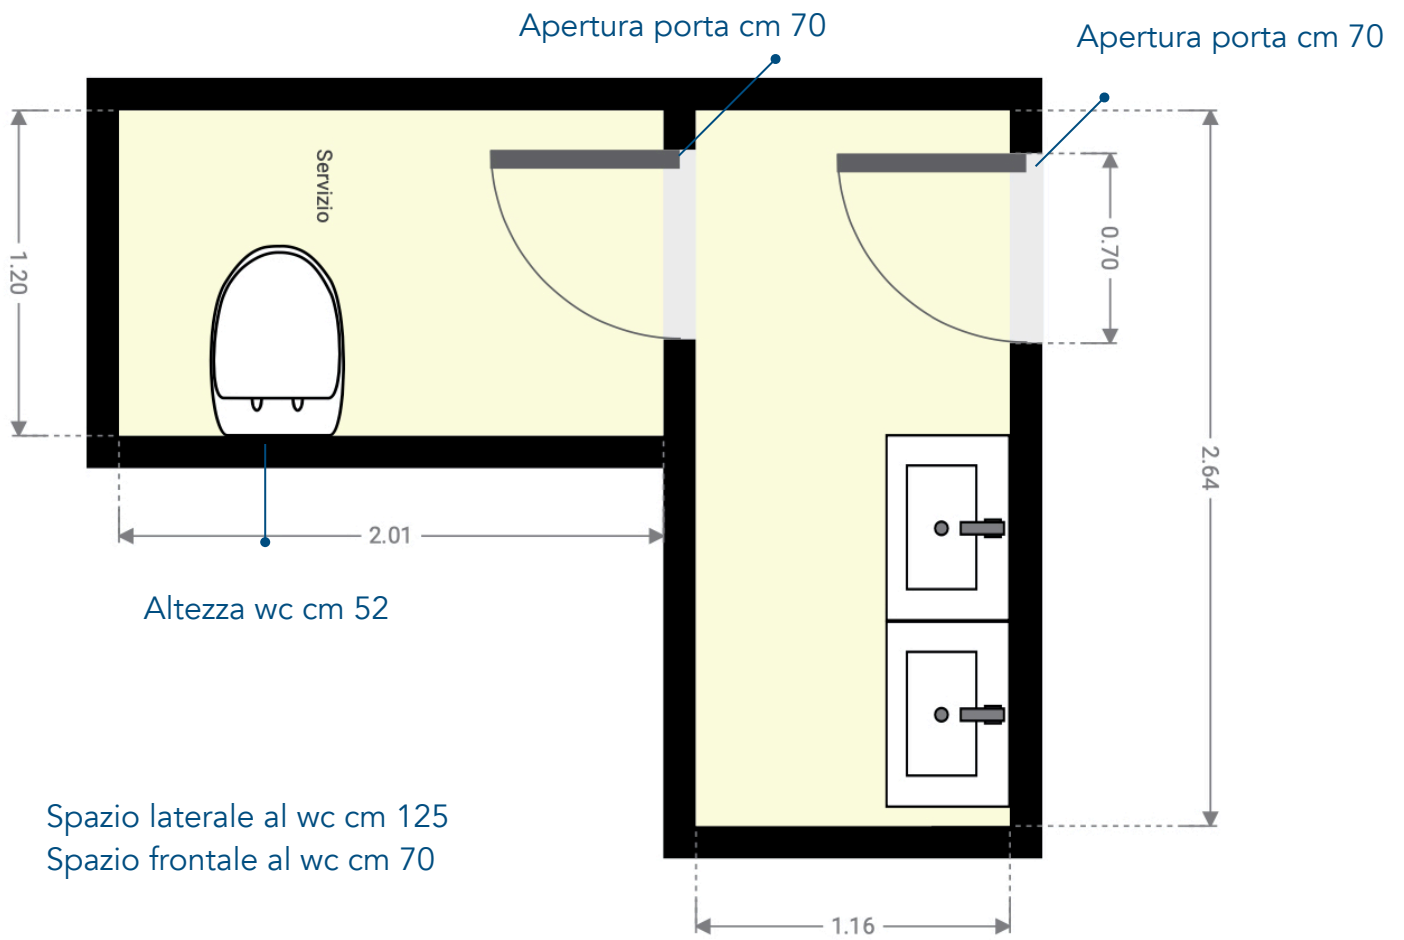 Apertura porta cm 70
Apertura porta cm 70
Servizio
1.20
0.70
2.64
2.01
Altezza wc cm 52
Spazio laterale al wc cm 125
Spazio frontale al wc cm 70
1.16